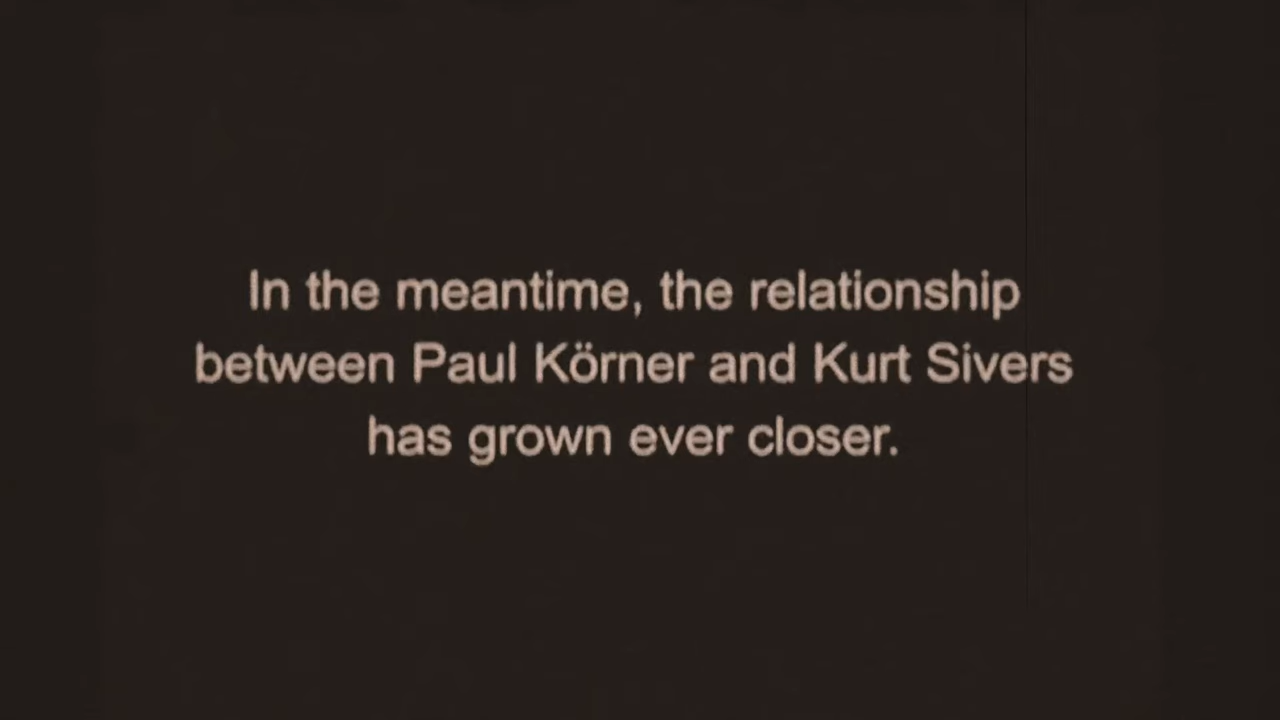 In the meantime, the relationship
between Paul Körner and Kurt Sivers
has grown ever closer.